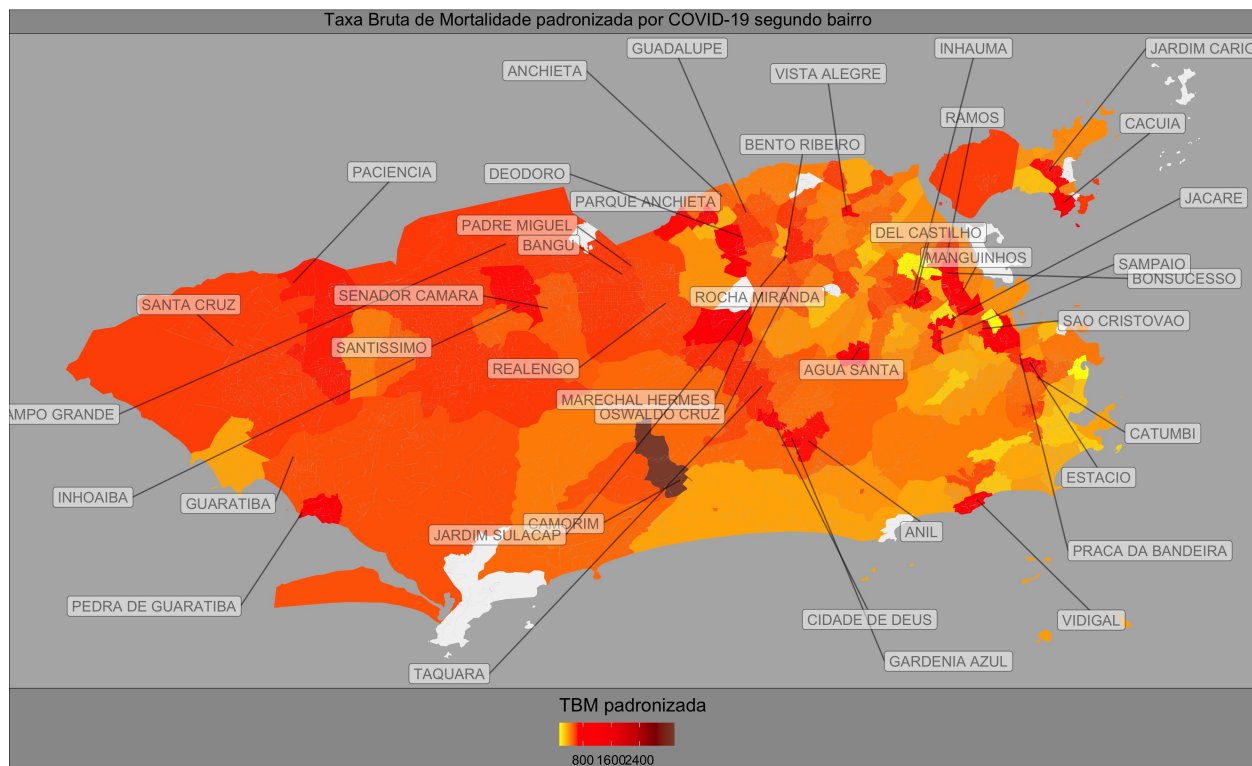 Taxa Bruta de Mortalidade padronizada por COVID-19 segundo bairro
GUADALUPE
INHAUMA
JARDIM CARIO
ANCHIETA
VISTA ALEGRE
RAMOS
CACUIA
BENTO RIBEIRO
PACIENCIA
DEODORO
PARQUE ANCHIETA
JACARE
PADRE MIGUEL
DEL CASTILHO
BANGU
MANGUINHOS
SAMPAIO
BONSUCESSO
SENADOR CAMARA
ROCHA MIRANDA
SANTA CRUZ
SAO CRISTOVAO
SANTISSIMO
REALENGO
AGUA SANTA
MARECHAL HERMES
AMPO GRANDE
OSWALDO CRUZ
CATUMBI
ESTACIO
INHOAIBA
GUARATIBA
CAMORIM
JARDIM SULACAP
ANIL
PRACA DA BANDEIRA
PEDRA DE GUARATIBA
CIDADE DE DEUS
VIDIGAL
GARDENIA AZUL
TAQUARA
TBM padronizada
800 1600 2400